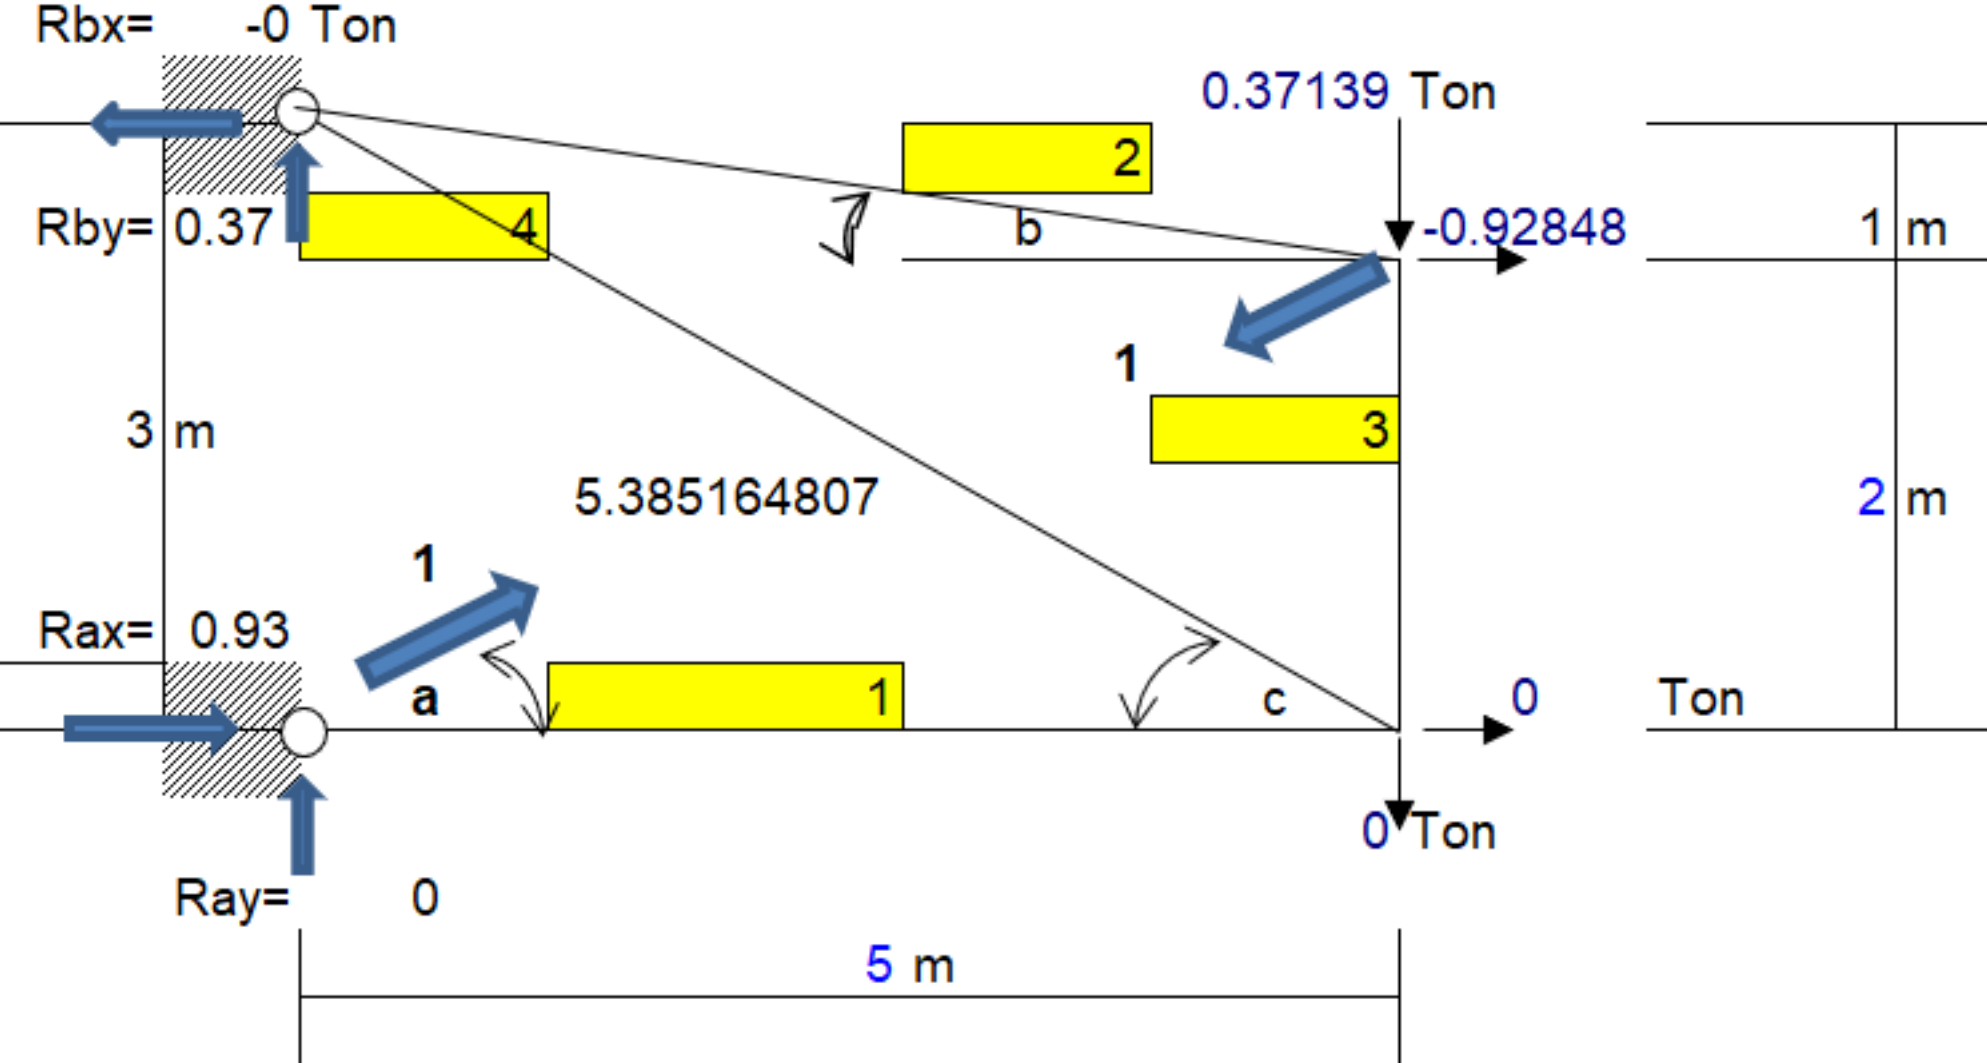 Rbx= -0 Ton
0.37139 Ton
2
Rby= 0.37
4
b
-0.92848
1 m
1
3 m
3
5.385164807
2 m
1
Rax= 0.93
a
1
c
0
Ton
0 Ton
Ray= 0
5 m